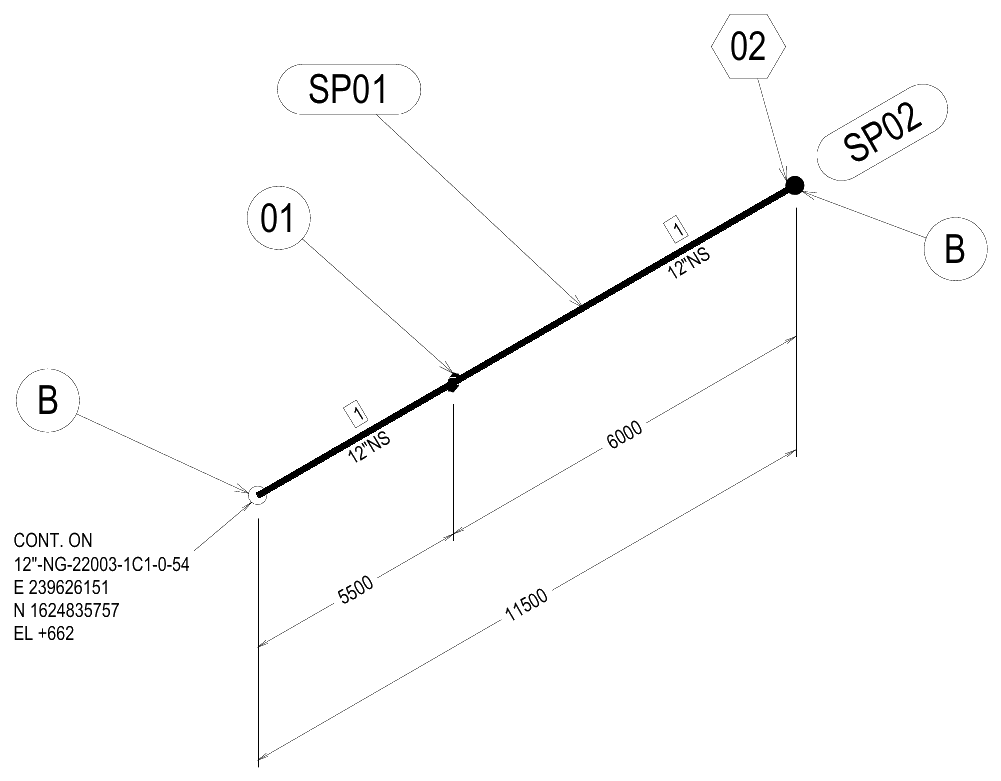 02
SP01
SP02
01
1
12"NS
B
B
1
12"NS
6000
CONT. ON
12"-NG-22003-1C1-0-54
E 239626151
N 1624835757
EL +662
5500
11500